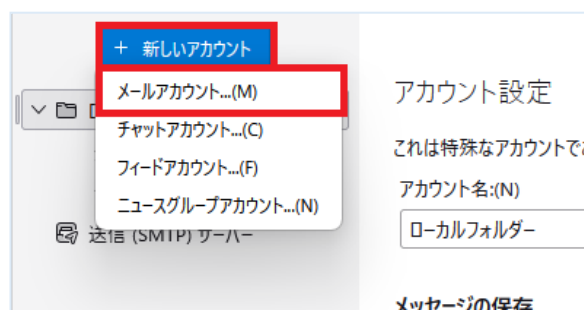 + 新しいアカウント
メールアカウント...(M)
チャットアカウント...(C)
フィードアカウント...(F)
ニュースグループアカウント...(N)
送信 (SMTP) サーバー
アカウント設定
これは特殊なアカウントで
アカウント名:(N)
ローカルフォルダー
メッセージの保存